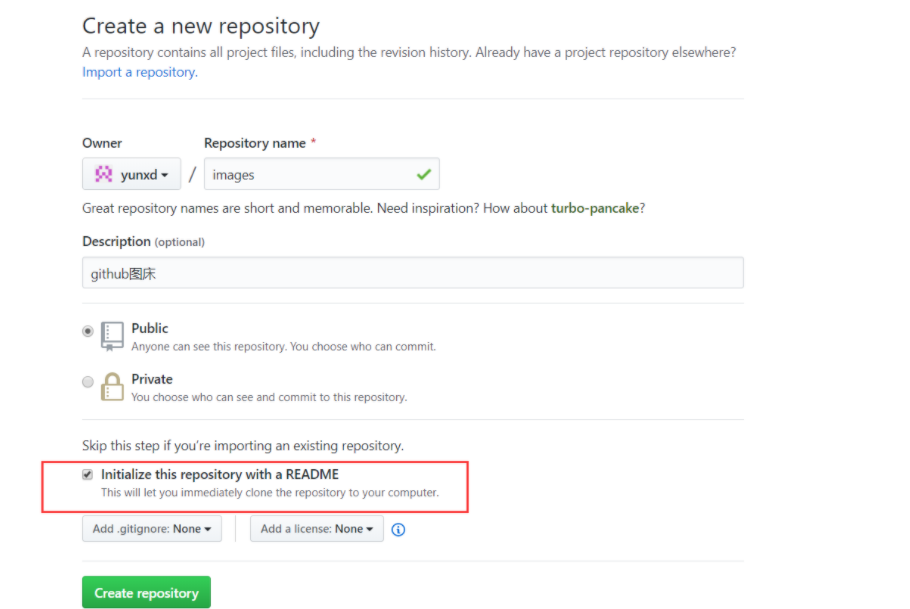 Create a new repository
A repository contains all project files, including the revision history. Already have a project repository elsewhere?
Import a repository.
Owner
Repository name *
yunxd
/
images
Great repository names are short and memorable. Need inspiration? How about turbo-pancake?
Description (optional)
github图床
Public
Anyone can see this repository. You choose who can commit.
Private
You choose who can see and commit to this repository.
Skip this step if you're importing an existing repository.
Initialize this repository with a README
This will let you immediately clone the repository to your computer.
Add .gitignore: None
Add a license: None
Create repository